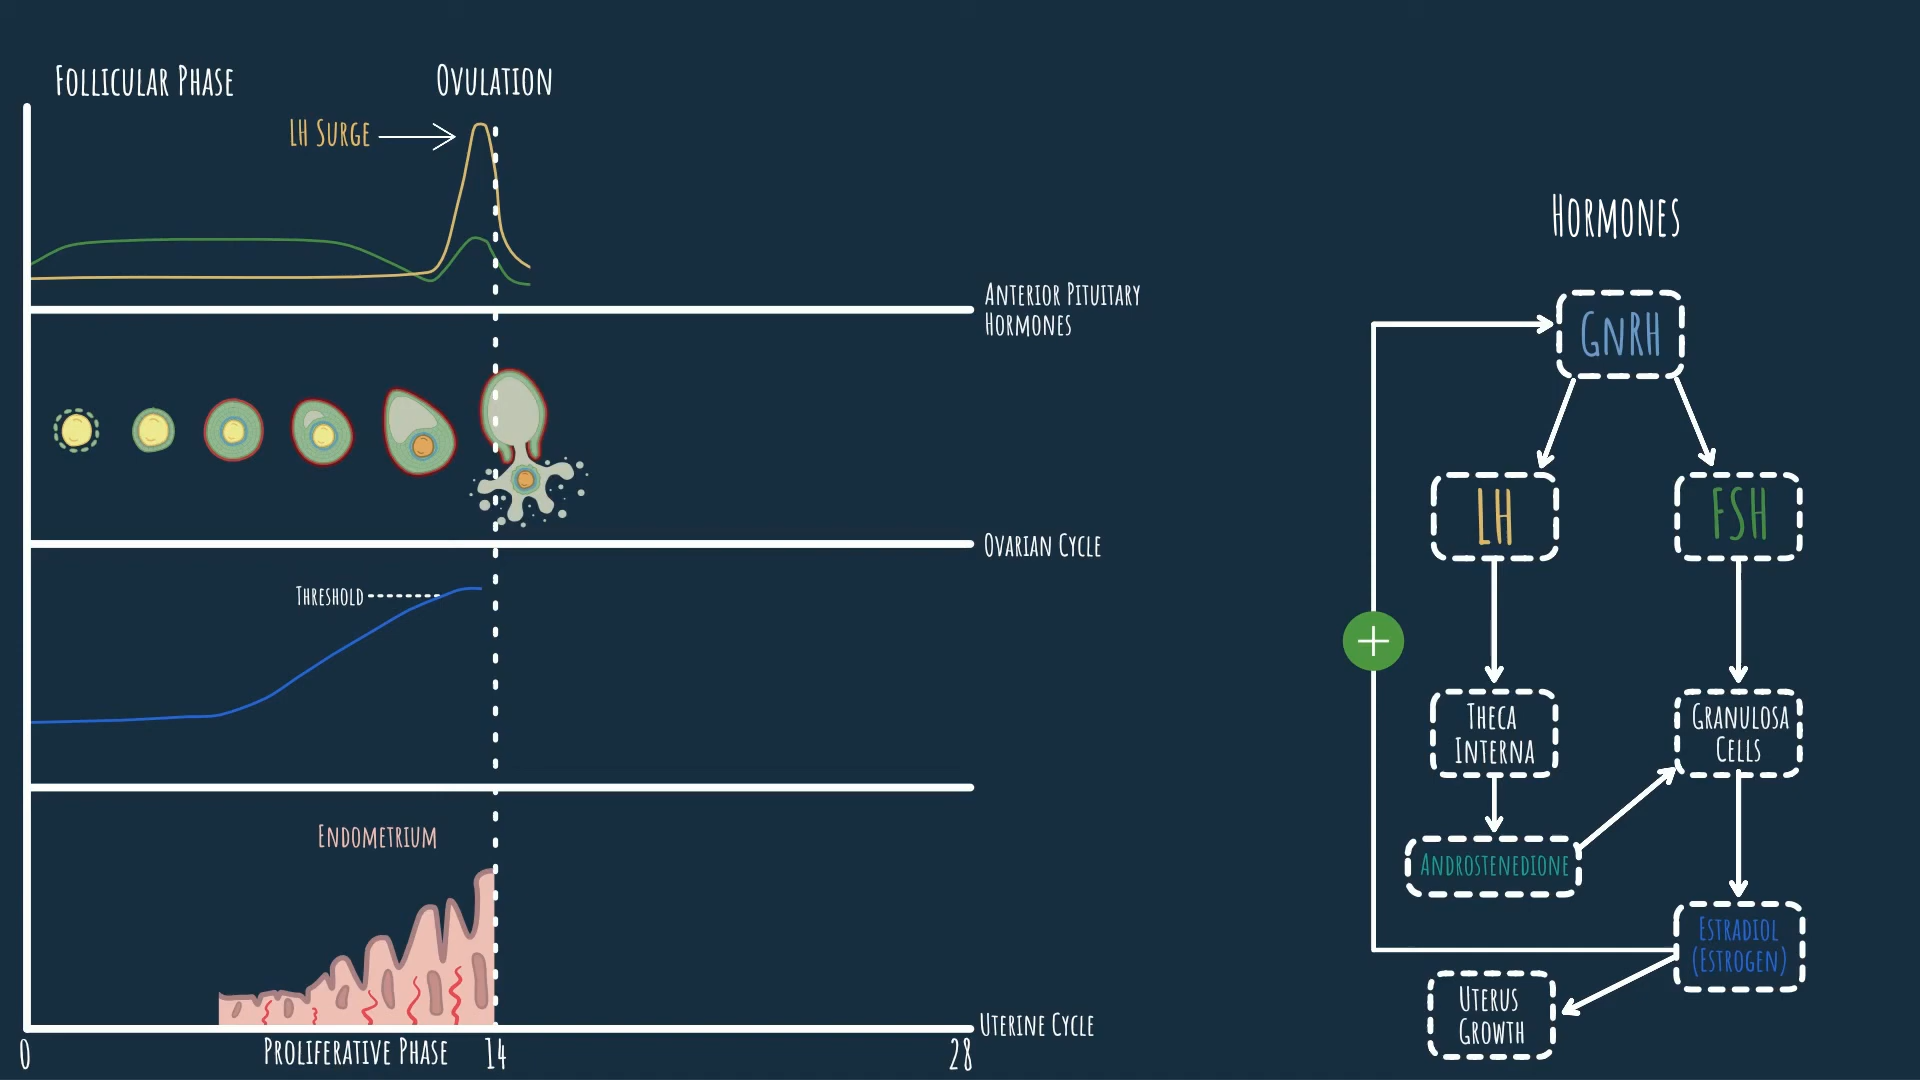 Follicular Phase
Ovulation
LH Surge
Anterior Pituitary
Hormones
Ovarian Cycle
Threshold
Endometrium
Uterine Cycle
0
Proliferative Phase
14
28
Hormones
GnRH
LH
FSH
+
Theca
Interna
Granulosa
Cells
Androstenedione
Estradiol
(Estrogen)
Uterus
Growth